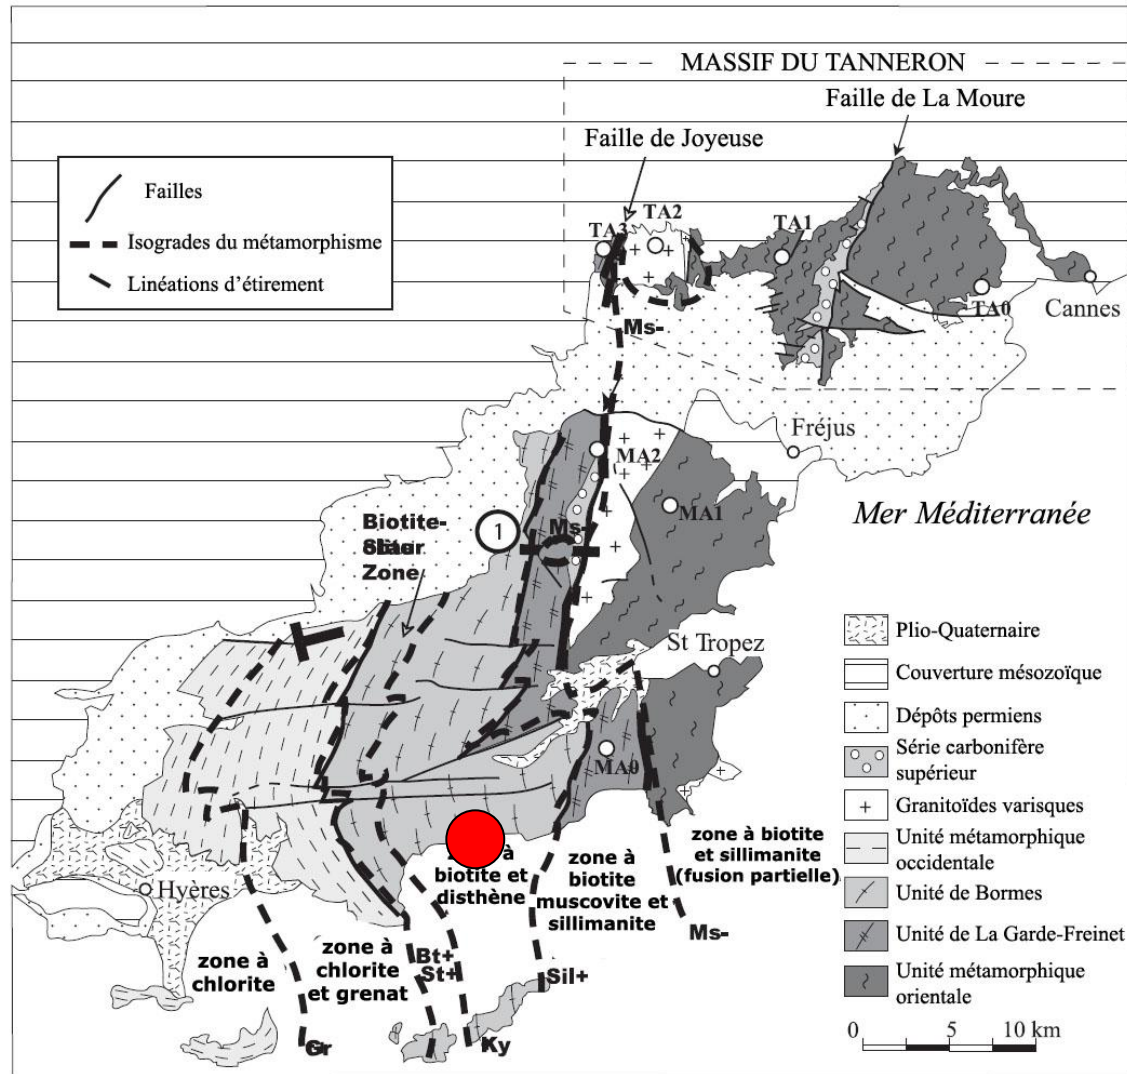 MASSIF DU TANNERON
Faille de La Moure
Faille de Joyeuse
Failles
Isogrades du métamorphisme
Linéations d'étirement
TA3
TA2
TA1
TA0
Cannes
Ms-
Fréjus
MA2
MA1
Mer Méditerranée
1
Ms-
Biotite-
Zone
St Tropez
MA0
Plio-Quaternaire
Couverture mésozoïque
Dépôts permiens
Série carbonifère
supérieur
Granitoïdes varisques
Unité métamorphique
occidentale
Unité de Bormes
Unité de La Garde-Freinet
Unité métamorphique
orientale
0 5 10 km
Hyères
zone à
chlorite
zone à
chlorite
et grenat
à
biotite et
disthène
zone à
biotite
muscovite et
sillimanite
zone à biotite
et sillimanite
(fusion partielle)
Ms-
Bt+
St+
Sil+
Gr
Ky